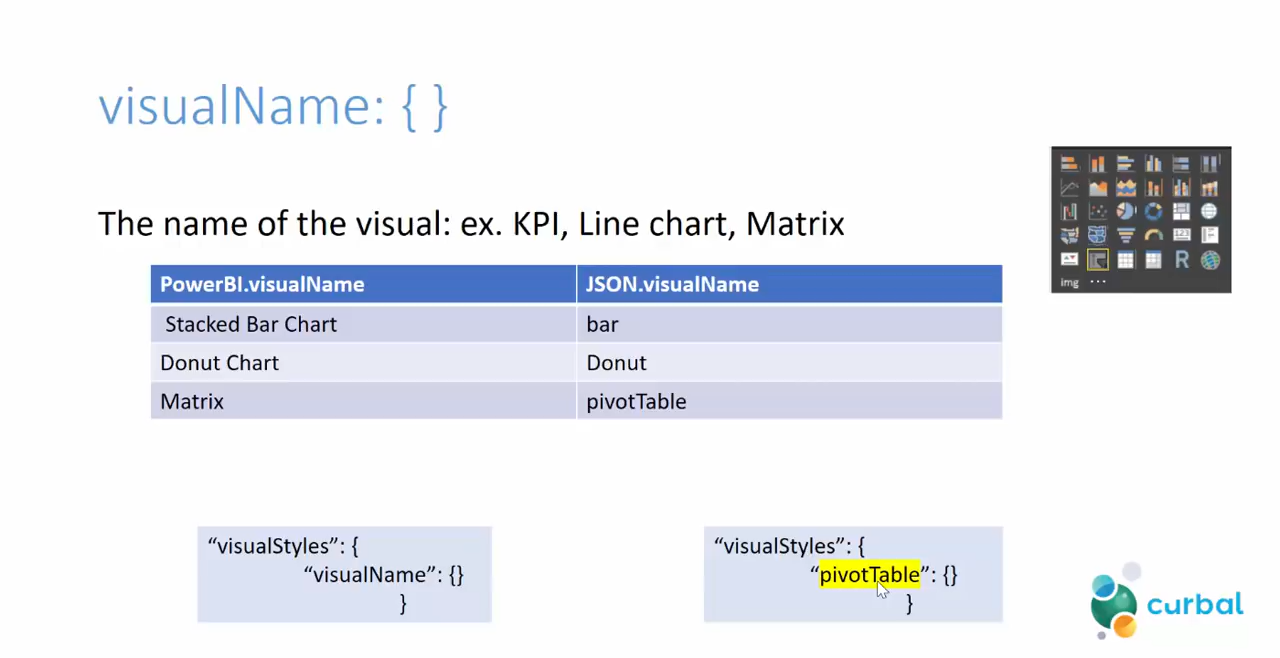 visualName: { }
The name of the visual: ex. KPI, Line chart, Matrix
PowerBI.visualName JSON.visualName
Stacked Bar Chart bar
Donut Chart Donut
Matrix pivotTable
R
img ...
“visualStyles”: {
“visualName”: {}
}
“visualStyles”: {
“pivotTable”: {}
}
curbal